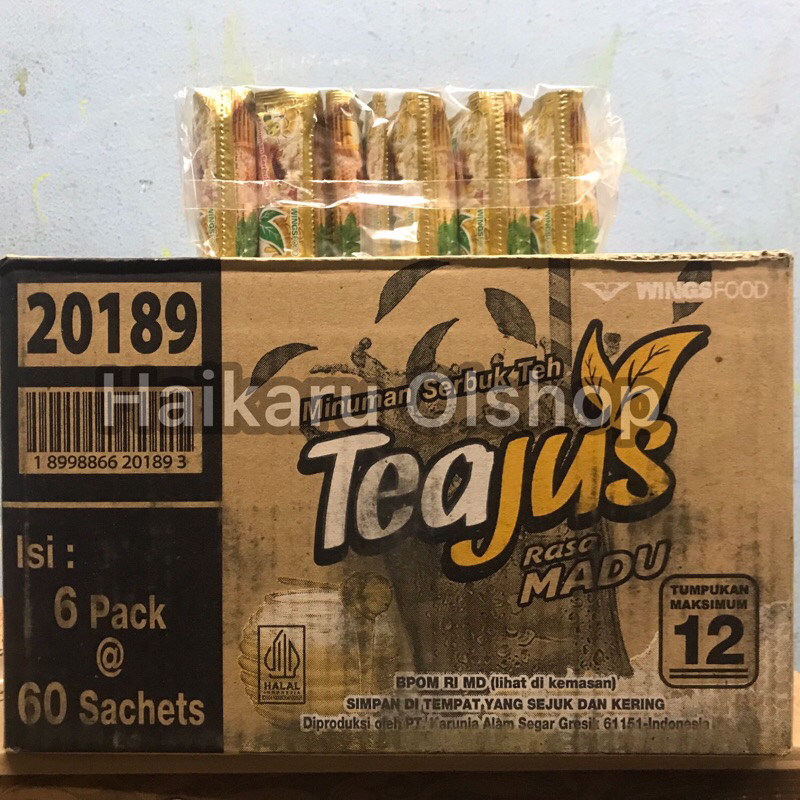 20189
WINGSFOOD
1 8998866 20189 3
Haikaru Olshop
Minuman Serbuk Teh
Teajus
Rasa
MADU
Isi :
6 Pack
@
60 Sachets
TUMPUKAN
MAKSIMUM
12
HALAL
INDONESIA
BPOM RI MD (lihat di kemasan)
SIMPAN DI TEMPAT YANG SEJUK DAN KERING
Diproduksi oleh PT. Karunia Alam Segar Gresik 61151-Indonesia